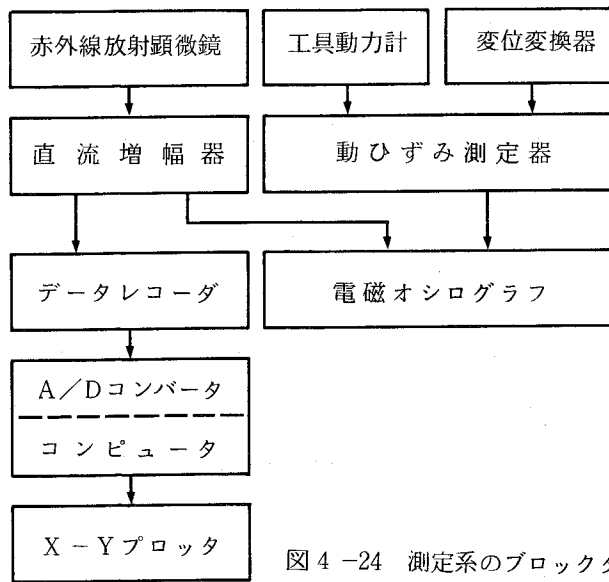 赤外線放射顕微鏡
工具動力計
変位変換器
直流増幅器
動ひずみ測定器
データレコーダ
電磁オシログラフ
A/Dコンバータ
コンピュータ
X-Yプロッタ
図4-24 測定系のブロック